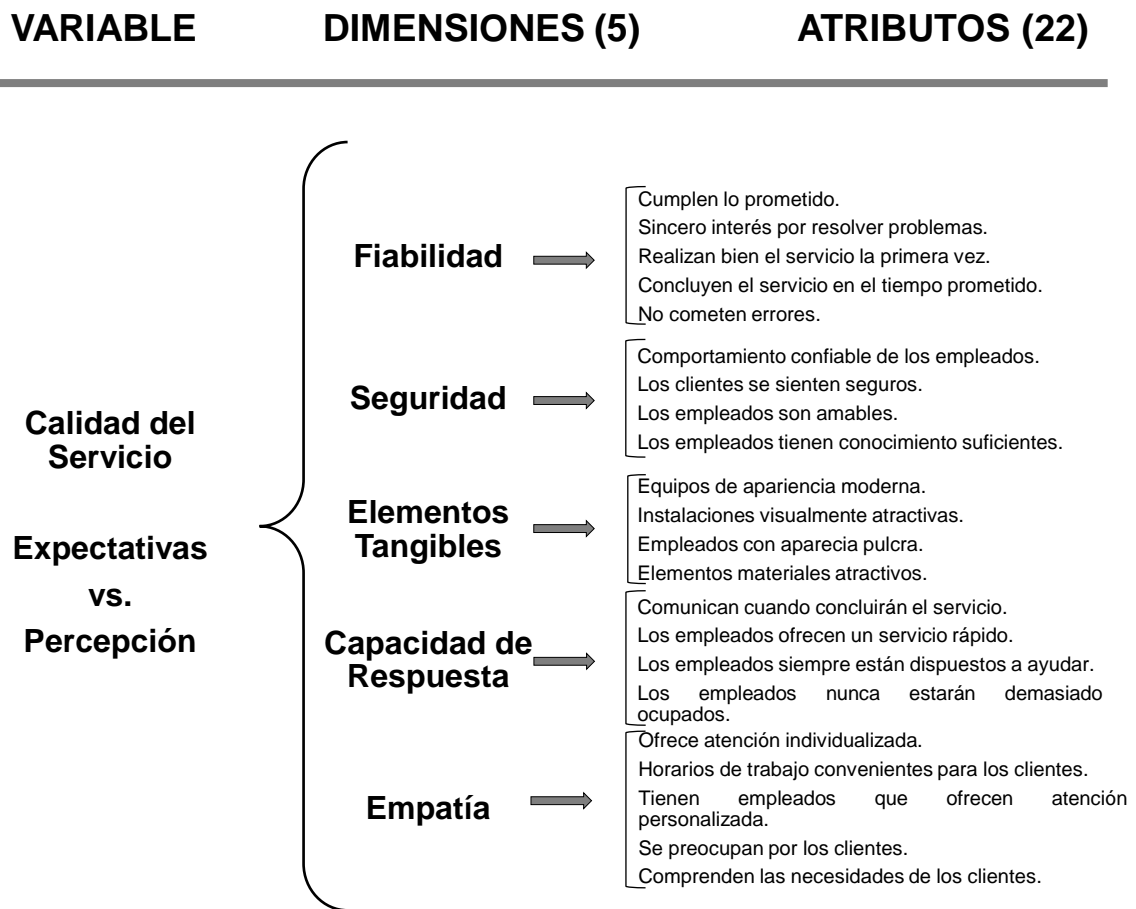 VARIABLE DIMENSIONES (5) ATRIBUTOS (22)
Calidad del
Servicio
Expectativas
vs.
Percepción
Fiabilidad
Cumplen lo prometido.
Sincero interés por resolver problemas.
Realizan bien el servicio la primera vez.
Concluyen el servicio en el tiempo prometido.
No cometen errores.
Seguridad
Comportamiento confiable de los empleados.
Los clientes se sienten seguros.
Los empleados son amables.
Los empleados tienen conocimiento suficientes.
Elementos
Tangibles
Equipos de apariencia moderna.
Instalaciones visualmente atractivas.
Empleados con aparecia pulcra.
Elementos materiales atractivos.
Capacidad de
Respuesta
Comunican cuando concluirán el servicio.
Los empleados ofrecen un servicio rápido.
Los empleados siempre están dispuestos a ayudar.
Los empleados nunca estarán demasiado
ocupados.
Empatía
Ofrece atención individualizada.
Horarios de trabajo convenientes para los clientes.
Tienen empleados que ofrecen atención
personalizada.
Se preocupan por los clientes.
Comprenden las necesidades de los clientes.